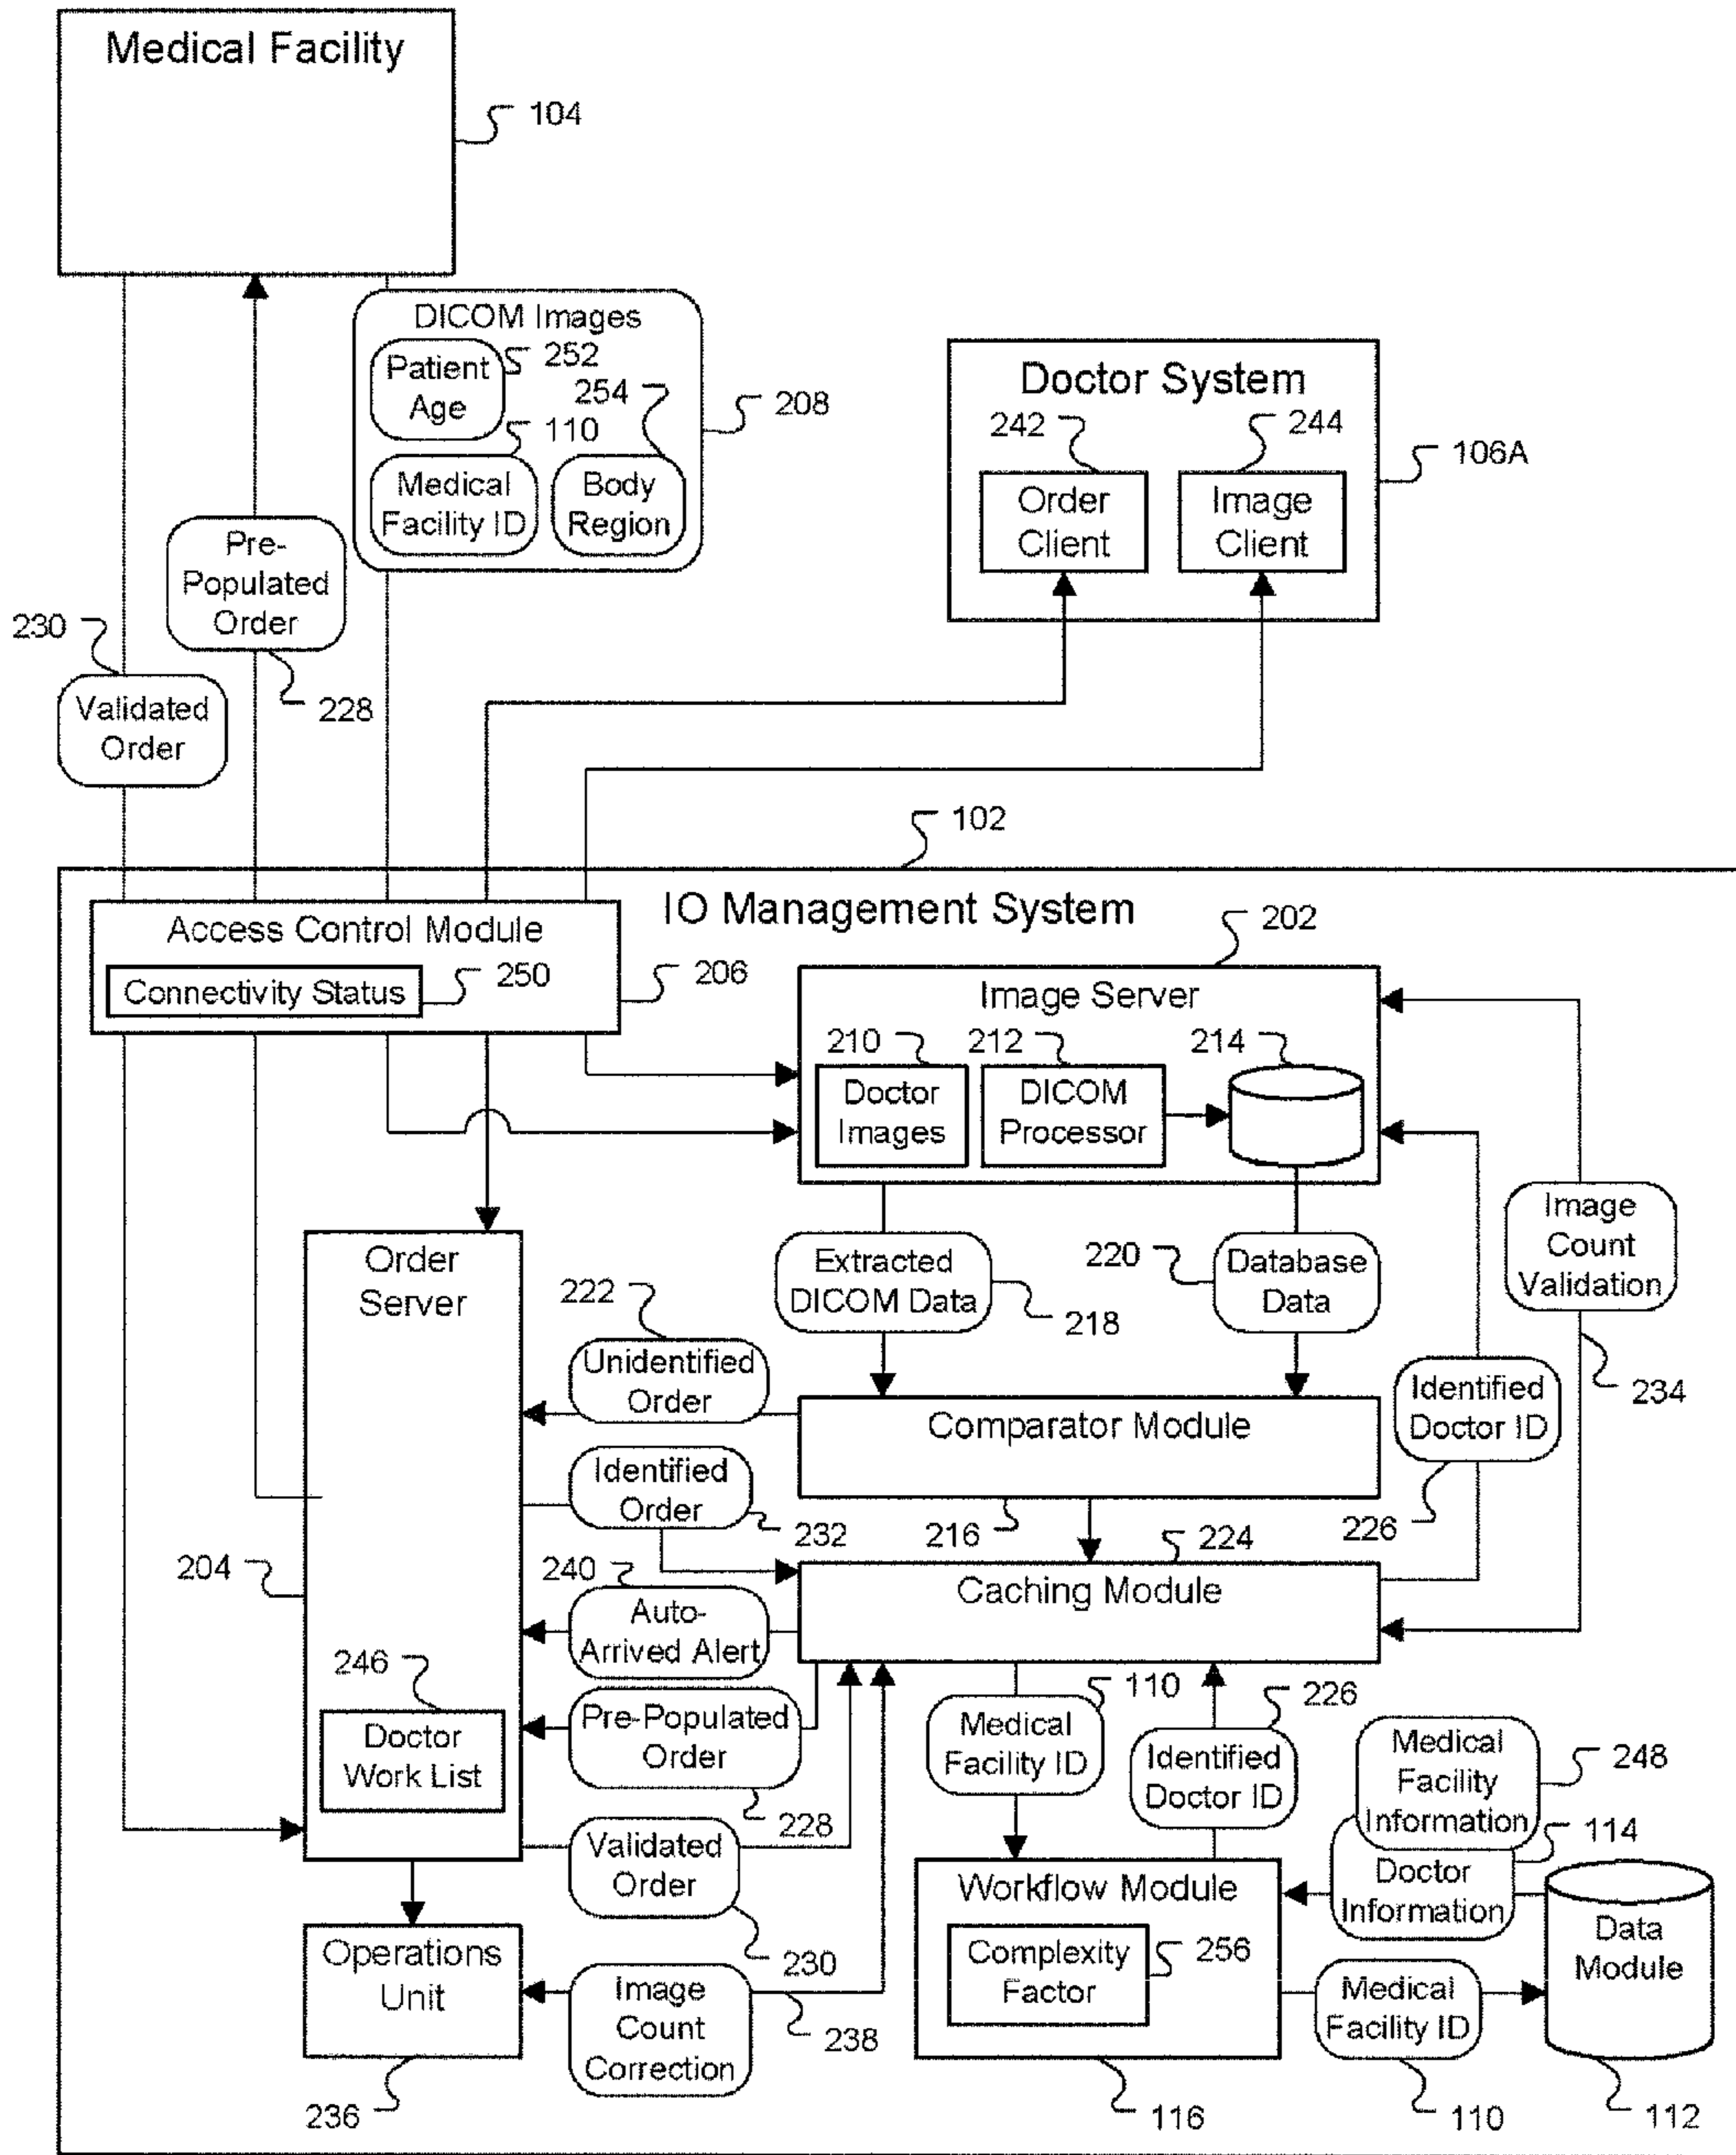 Medical Facility
104
DICOM Images
Patient
Age
252
254
110
208
Medical
Facility ID
Body
Region
Doctor System
242
244
106A
Order
Client
Image
Client
Pre-
Populated
Order
228
230
Validated
Order
102
IO Management System
Access Control Module
Connectivity Status
250
206
202
Image Server
210
212
214
Doctor
Images
DICOM
Processor
Order
Server
Extracted
DICOM Data
218
220
Database
Data
Image
Count
Validation
234
222
Unidentified
Order
Comparator Module
216
Identified
Doctor ID
226
Identified
Order
232
224
Caching Module
204
240
Auto-
Arrived Alert
246
Doctor
Work List
Pre-Populated
Order
228
110
Medical
Facility ID
226
Identified
Doctor ID
Medical
Facility
Information
248
114
Doctor
Information
Validated
Order
230
Workflow Module
Complexity
Factor
256
Data
Module
112
Operations
Unit
236
Image
Count
Correction
238
116
Medical
Facility ID
110